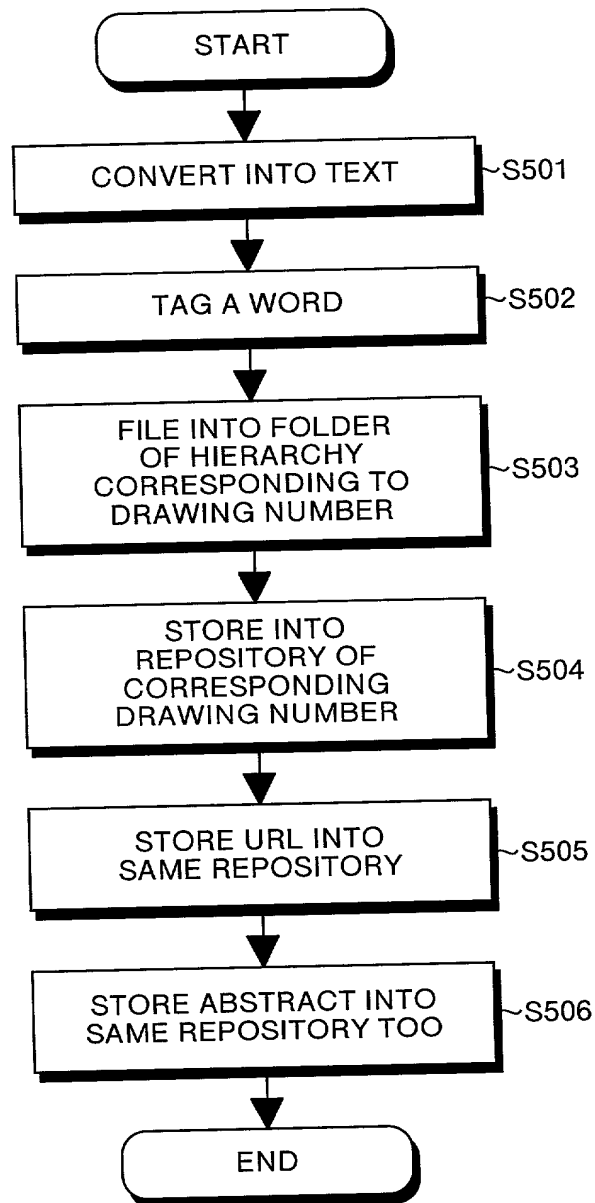 START
CONVERT INTO TEXT
S501
TAG A WORD
S502
FILE INTO FOLDER
OF HIERARCHY
CORRESPONDING TO
DRAWING NUMBER
S503
STORE INTO
REPOSITORY OF
CORRESPONDING
DRAWING NUMBER
S504
STORE URL INTO
SAME REPOSITORY
S505
STORE ABSTRACT INTO
SAME REPOSITORY TOO
S506
END